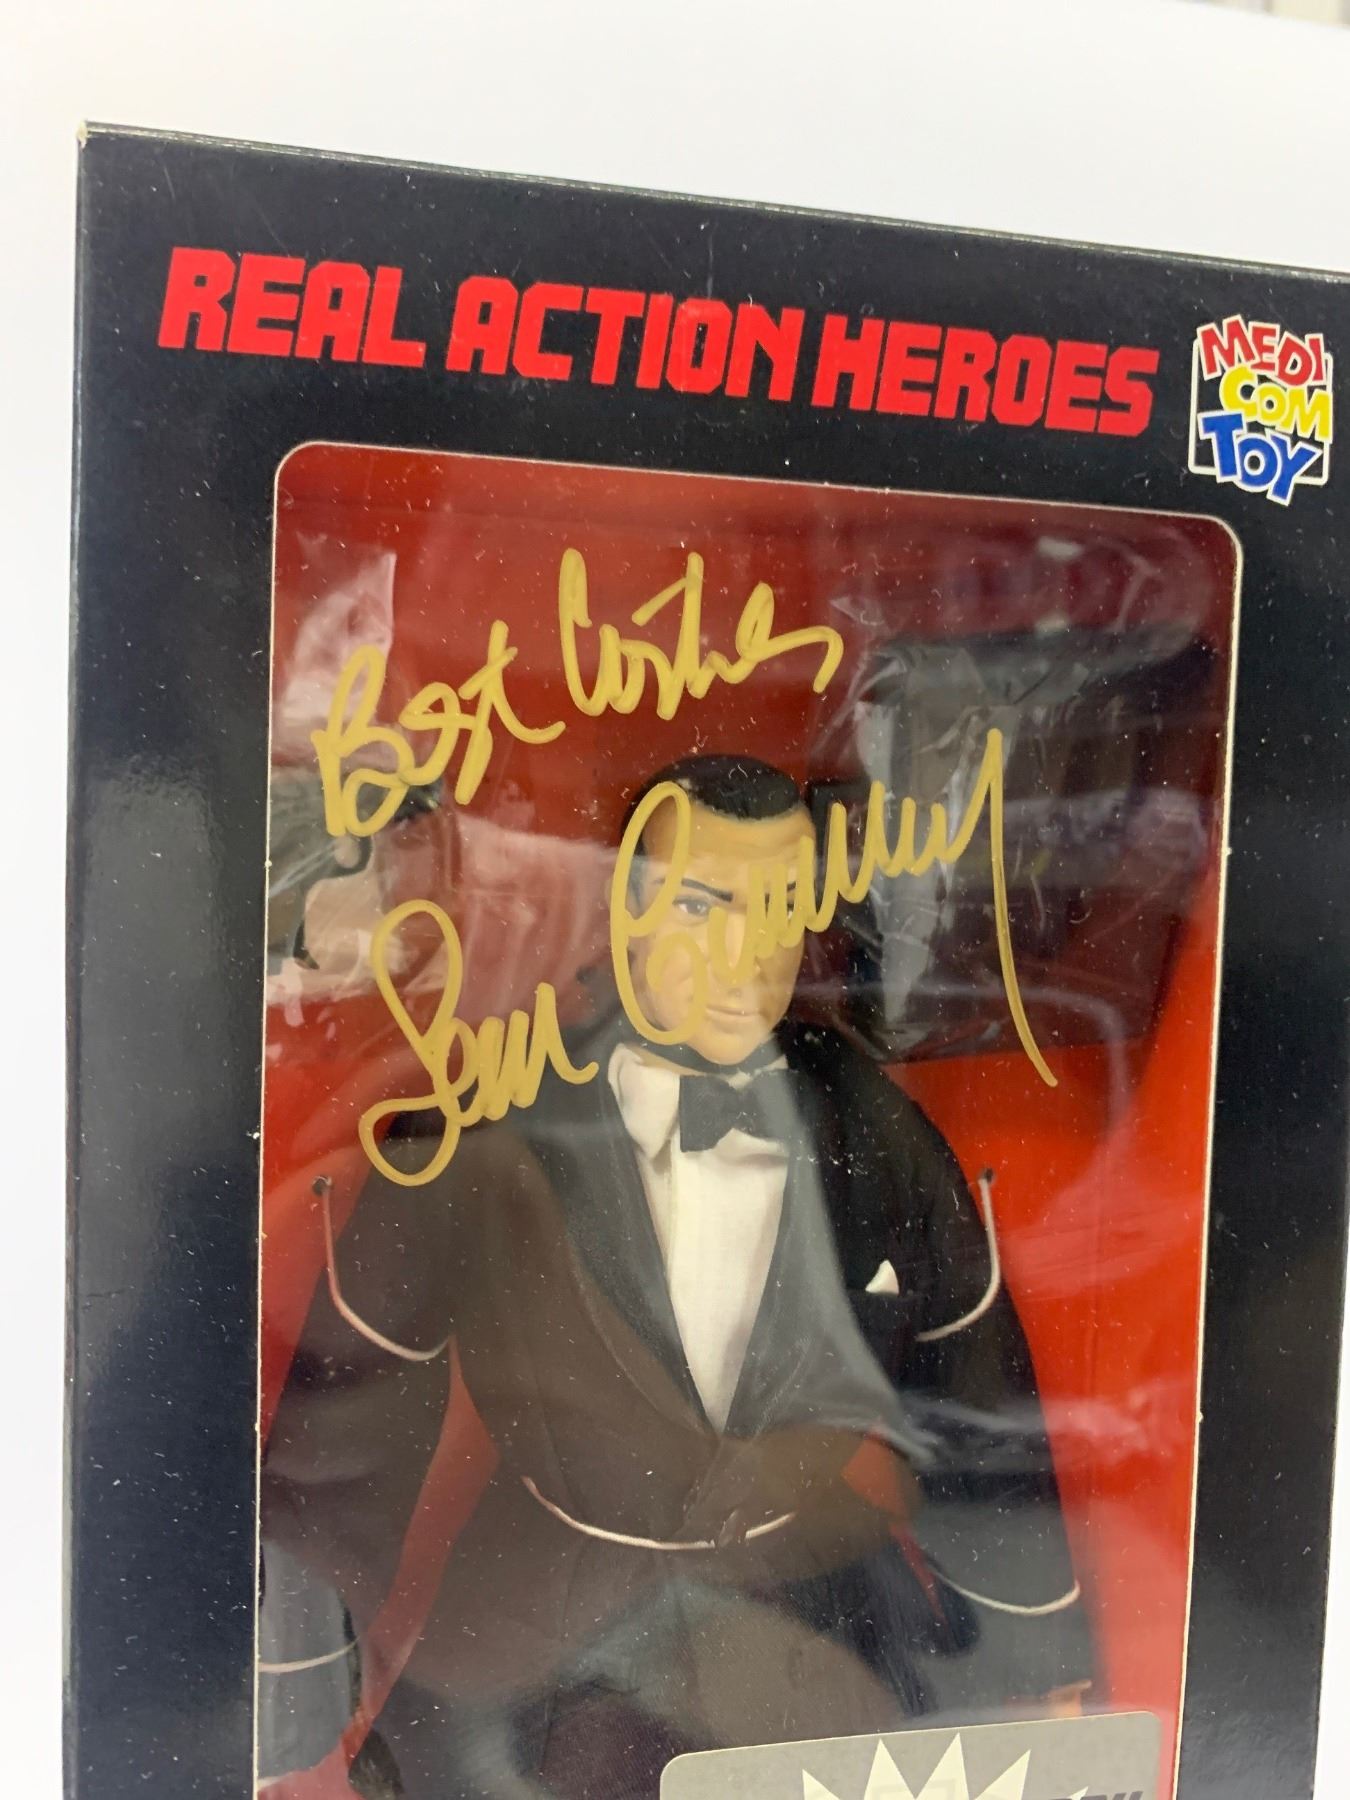 REAL ACTION HEROES
MEDI
COM
TOY
Best Wishes
Sean Connery